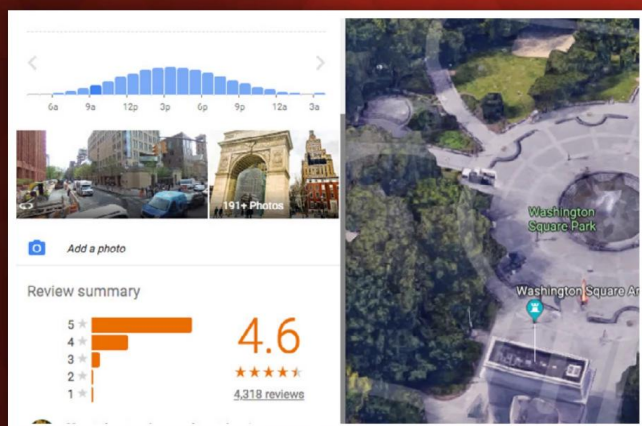 6a 9a 12p 3p 6p 9p 12a 3a
191+ Photos
Add a photo
Review summary
5
4
3
2
1
4.6
4,318 reviews
Washington
Square Park
Washington Square Ar